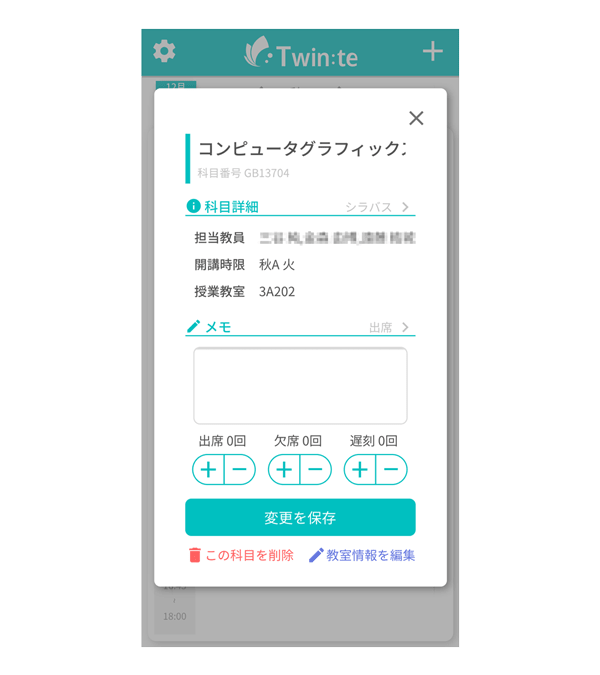 Twin:te
12月
コンピュータグラフィック
科目番号 GB13704
科目詳細 シラバス
担当教員
開講時限 秋A 火
授業教室 3A202
メモ 出席
出席 0回 欠席 0回 遅刻 0回
変更を保存
この科目を削除 教室情報を編集
18:00